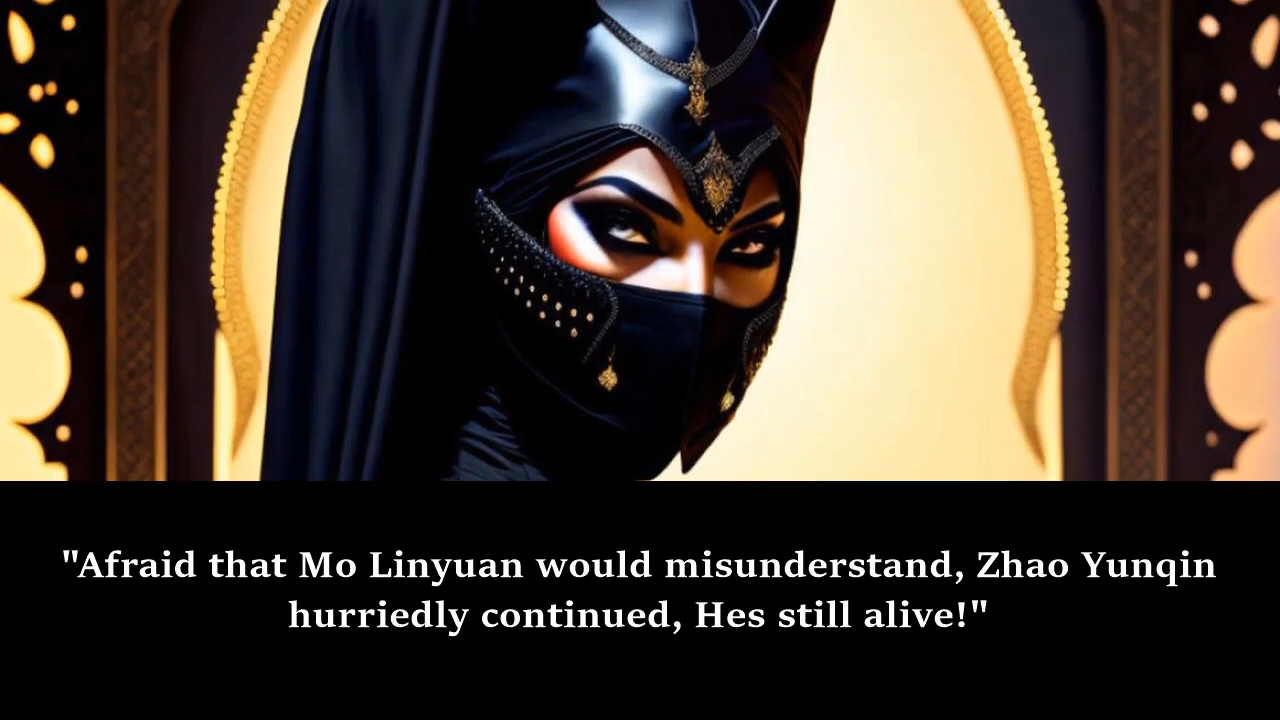 "Afraid that Mo Linyuan would misunderstand, Zhao Yunqin
hurriedly continued, Hes still alive!"